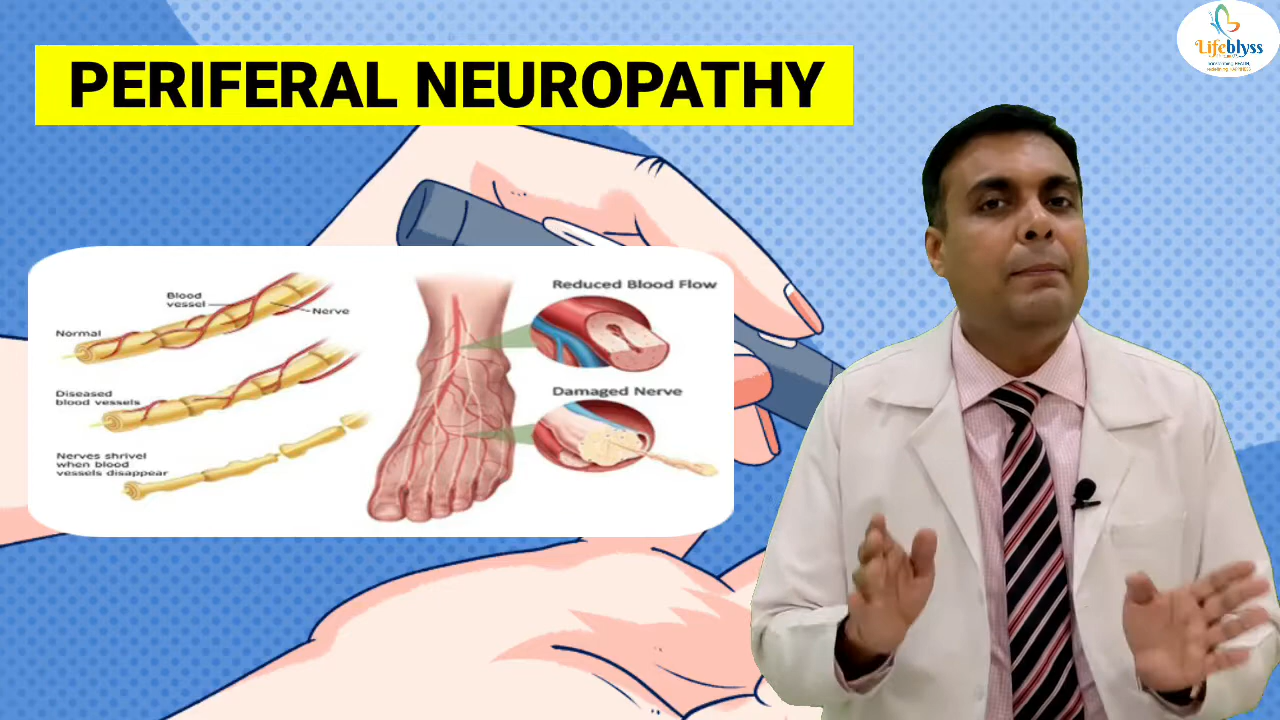 PERIFERAL NEUROPATHY
Lifeblyss
Blood
vessel
Nerve
Normal
Diseased
blood vessels
Nerves shrivel
when blood
vessels disappear
Reduced Blood Flow
Damaged Nerve